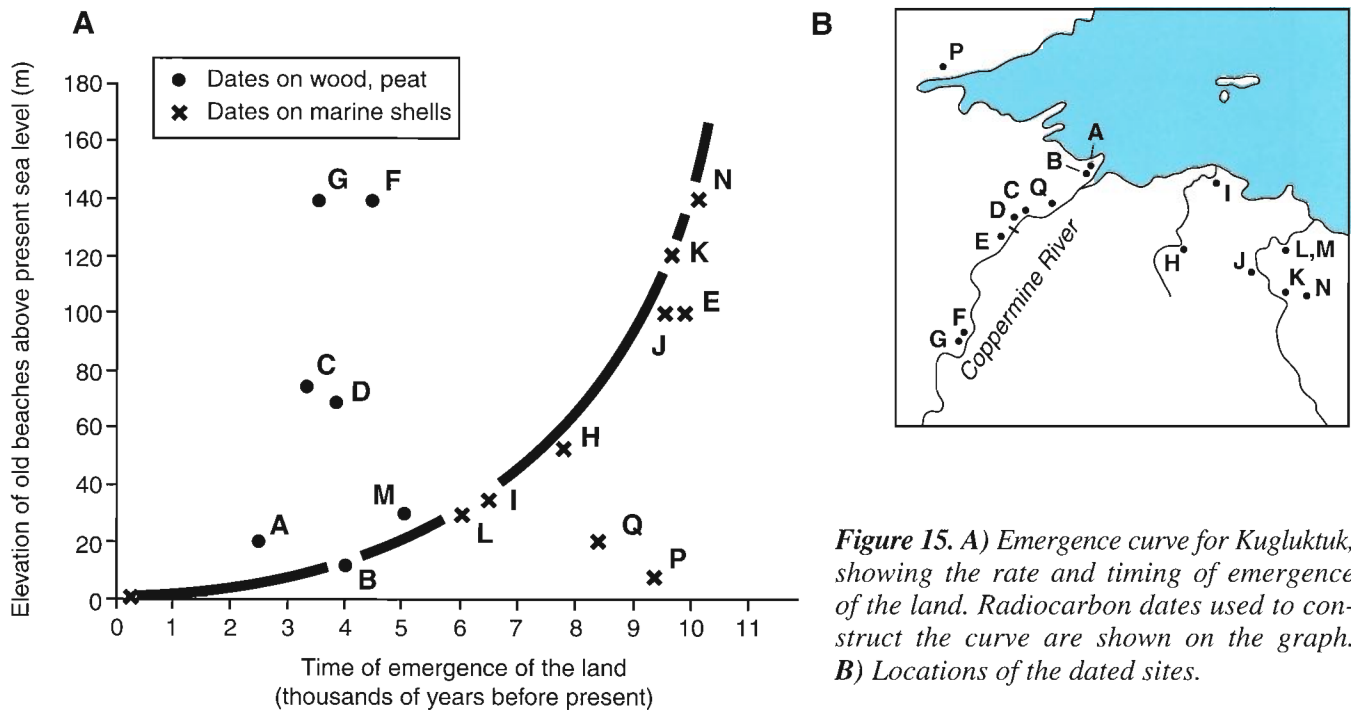 A
Dates on wood, peat
Dates on marine shells
Elevation of old beaches above present sea level (m)
180
160
140
120
100
80
60
40
20
0
G
F
N
K
E
J
C
D
H
M
I
L
A
B
Q
P
0 1 2 3 4 5 6 7 8 9 10 11
Time of emergence of the land
(thousands of years before present)
B
P
A
B
C Q
D
E
I
H
J
L,M
K
N
F
G
Coppermine River
Figure 15. A) Emergence curve for Kugluktuk,
showing the rate and timing of emergence
of the land. Radiocarbon dates used to con-
struct the curve are shown on the graph.
B) Locations of the dated sites.